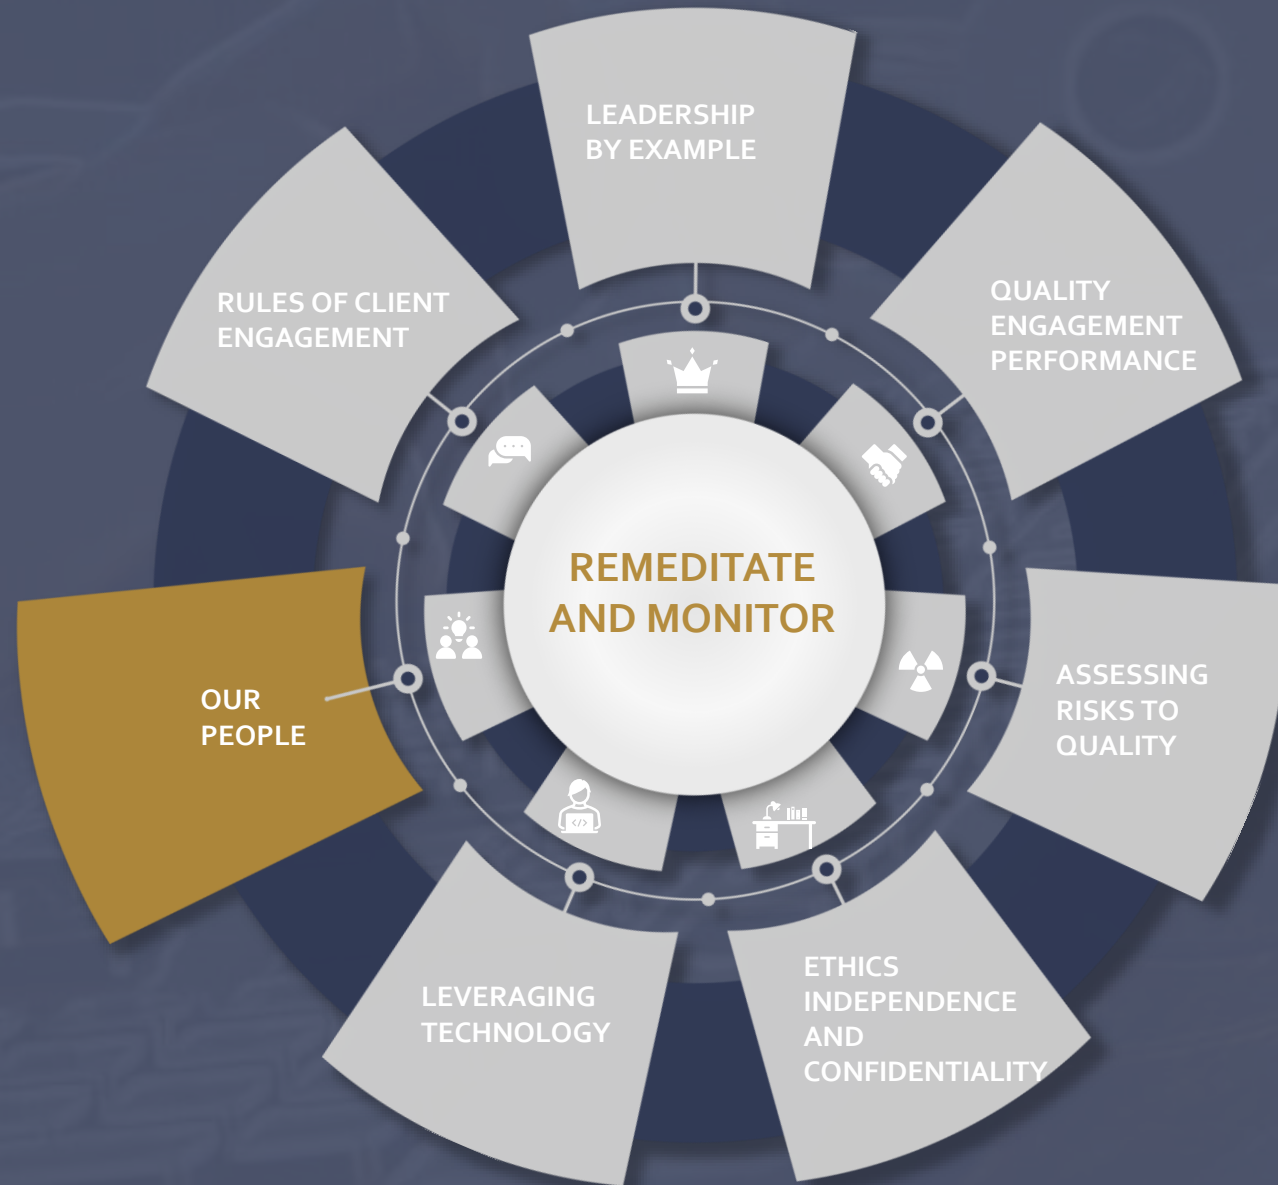 LEADERSHIP
BY EXAMPLE
QUALITY
ENGAGEMENT
PERFORMANCE
RULES OF CLIENT
ENGAGEMENT
REMEDITATE
AND MONITOR
ASSESSING
RISKS TO
QUALITY
OUR
PEOPLE
LEVERAGING
TECHNOLOGY
ETHICS
INDEPENDENCE
AND
CONFIDENTIALITY